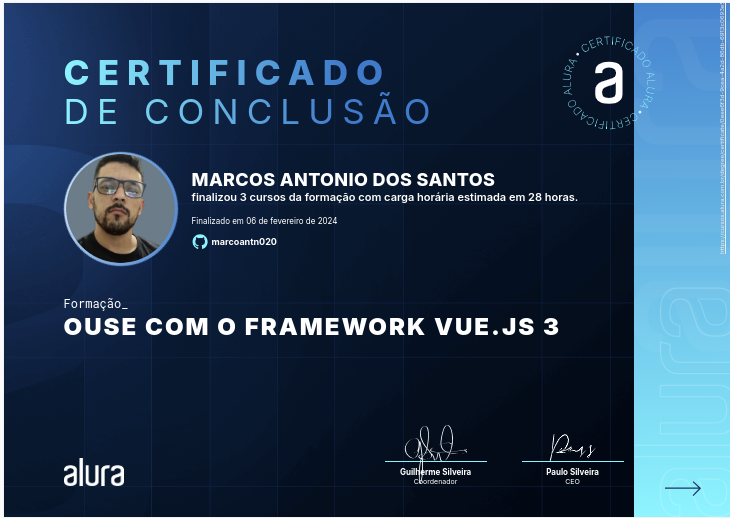 CERTIFICADO
DE CONCLUSÃO
ALURA • CERTIFICADO ALURA • CERTIFICADO
a
MARCOS ANTONIO DOS SANTOS
finalizou 3 cursos da formação com carga horária estimada em 28 horas.
Finalizado em 06 de fevereiro de 2024
marcoantn020
Formação_
OUSE COM O FRAMEWORK VUE.JS 3
alura
Guilherme Silveira
Coordenador
Paulo Silveira
CEO
alura